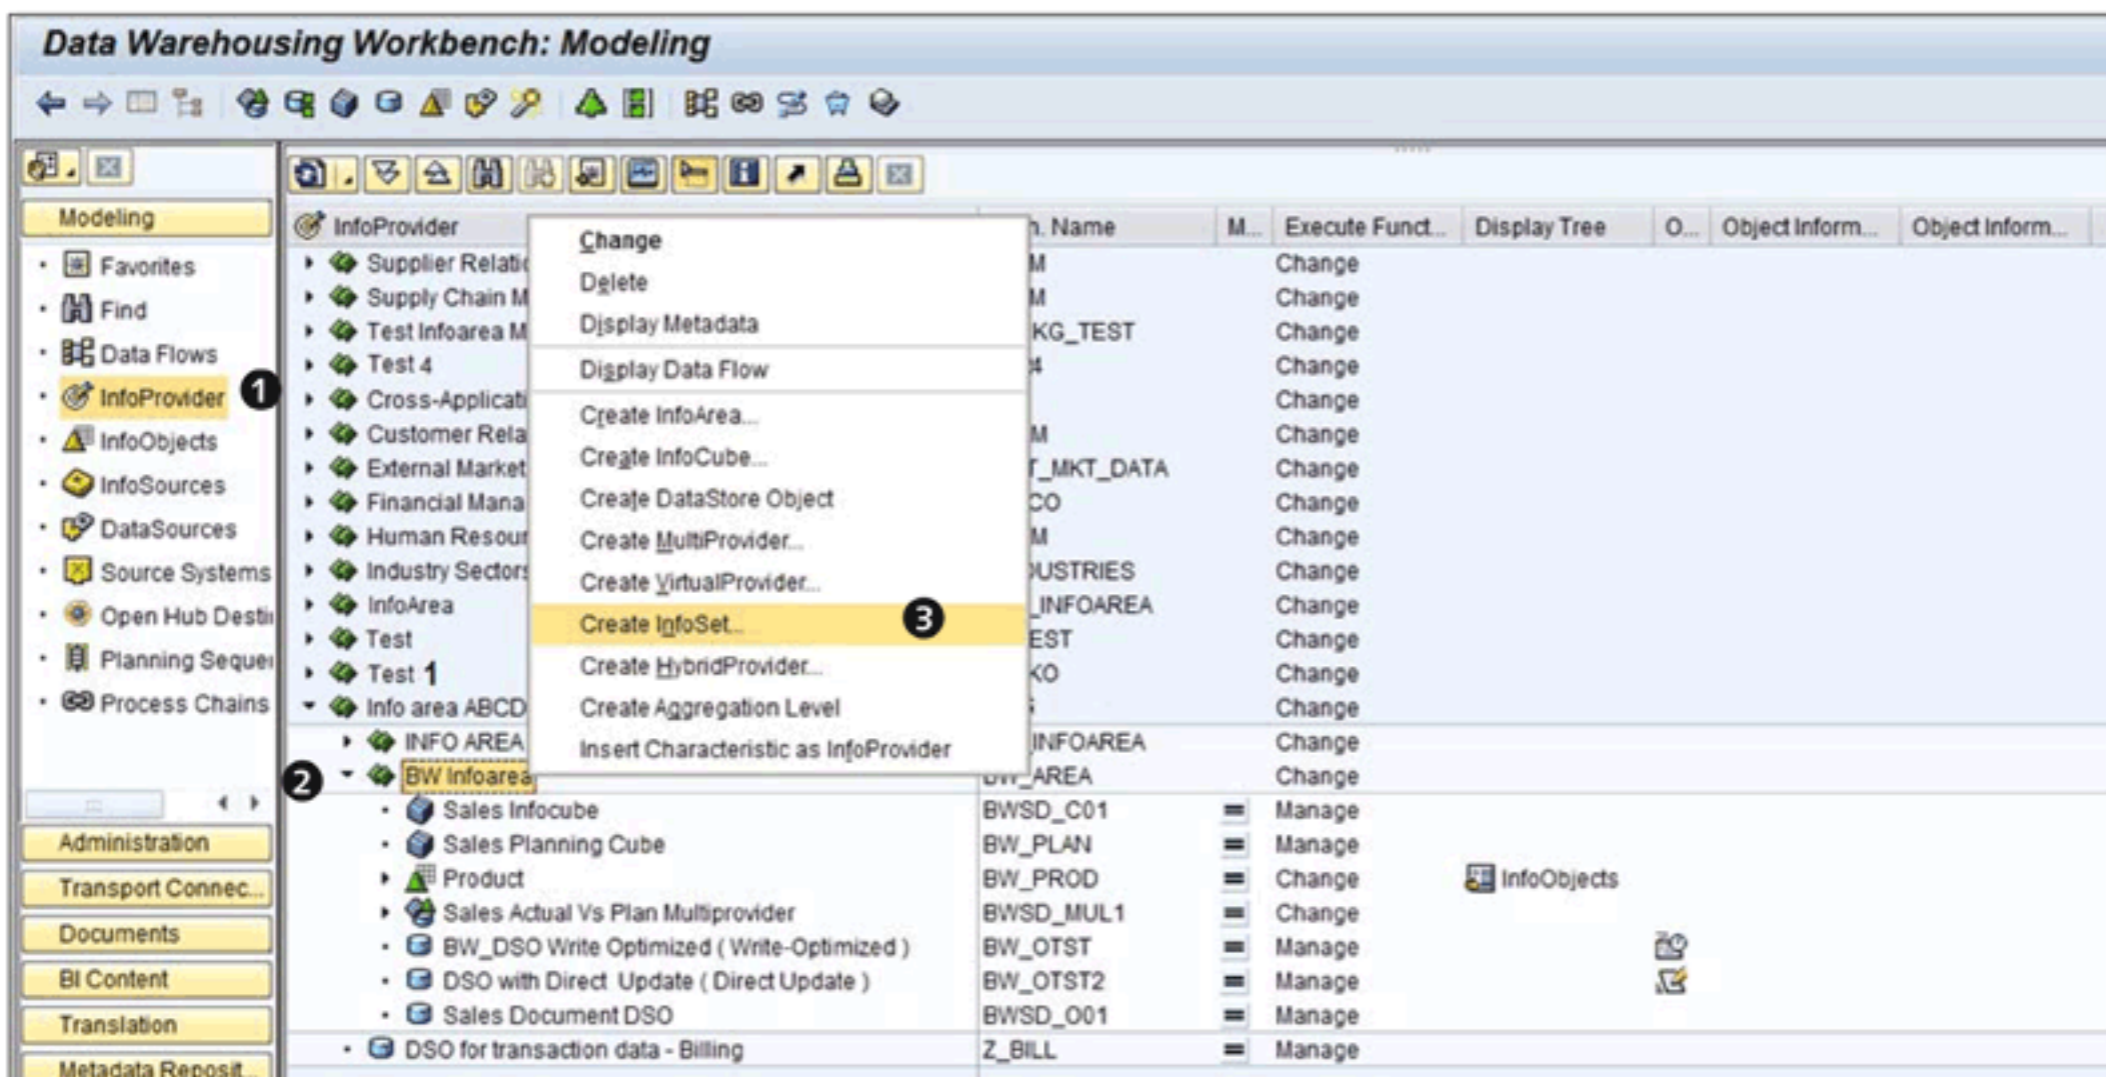 Data Warehousing Workbench: Modeling
Modeling
Favorites
Find
Data Flows
InfoProvider 1
InfoObjects
InfoSources
DataSources
Source Systems
Open Hub Desti
Planning Seque
Process Chains
Administration
Transport Connec...
Documents
BI Content
Translation
Metadata Reposit...
InfoProvider n. Name M... Execute Funct... Display Tree O... Object Inform... Object Inform...
Supplier Relatio M Change
Supply Chain M M Change
Test Infoarea M KG_TEST Change
Test 4 Change
Cross-Applicati Change
Customer Rela M Change
External Market T_MKT_DATA Change
Financial Mana CO Change
Human Resour M Change
Industry Sectors USTRIES Change
InfoArea _INFOAREA Change
Test EST Change
Test 1 KO Change
Info area ABCD Change
INFO AREA INFOAREA Change
2 BW Infoarea BW_AREA Change
Sales Infocube BWSD_C01 Manage
Sales Planning Cube BW_PLAN Manage
Product BW_PROD Change InfoObjects
Sales Actual Vs Plan Multiprovider BWSD_MUL1 Change
BW_DSO Write Optimized ( Write-Optimized ) BW_OTST Manage
DSO with Direct Update ( Direct Update ) BW_OTST2 Manage
Sales Document DSO BWSD_O01 Manage
DSO for transaction data - Billing Z_BILL Manage
Change
Delete
Display Metadata
Display Data Flow
Create InfoArea...
Create InfoCube...
Create DataStore Object
Create MultiProvider...
Create VirtualProvider...
Create InfoSet... 3
Create HybridProvider...
Create Aggregation Level
Insert Characteristic as InfoProvider